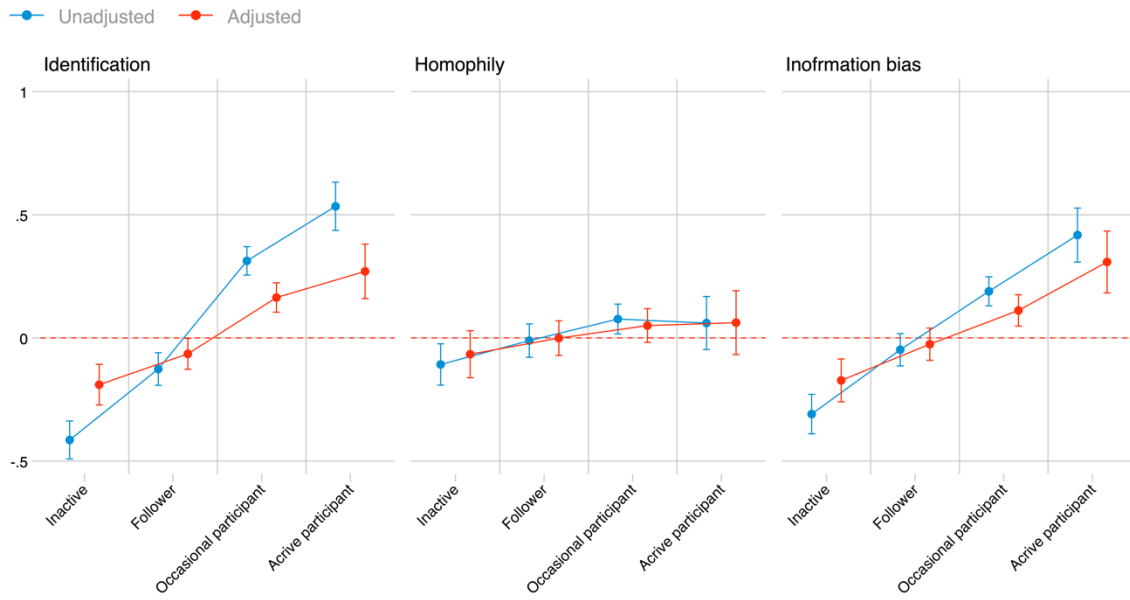 Unadjusted Adjusted
Identification Homophily Inofrmation bias
1
.5
0
-.5
Inactive Follower Occasional participant Acrive participant
Inactive Follower Occasional participant Acrive participant
Inactive Follower Occasional participant Acrive participant